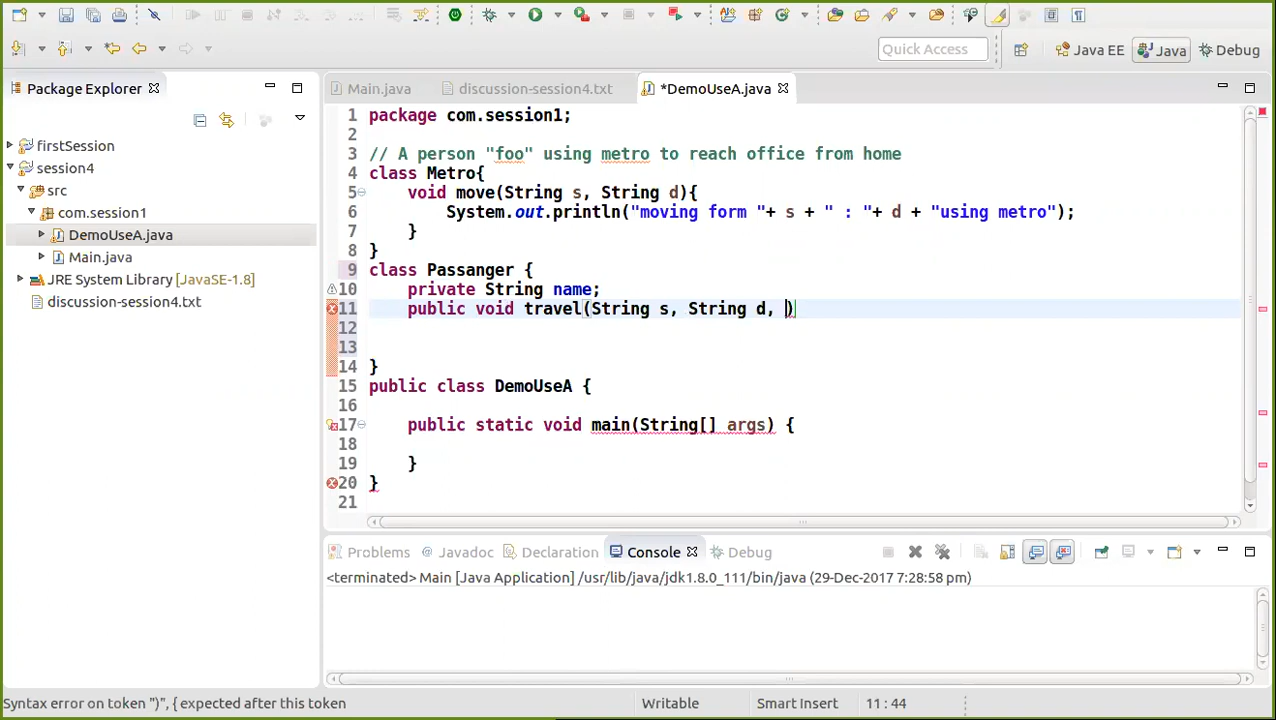 Quick Access
Java EE
Java
Debug
Package Explorer
Main.java
discussion-session4.txt
*DemoUseA.java
firstSession
session4
src
com.session1
DemoUseA.java
Main.java
JRE System Library [JavaSE-1.8]
discussion-session4.txt
1 package com.session1;
2
3 // A person "foo" using metro to reach office from home
4 class Metro{
5 void move(String s, String d){
6 System.out.println("moving form "+ s + " : "+ d + "using metro");
7 }
8 }
9 class Passanger {
10 private String name;
11 public void travel(String s, String d, )
12
13
14 }
15 public class DemoUseA {
16
17 public static void main(String[] args) {
18
19 }
20 }
21
Problems
@ Javadoc
Declaration
Console
Debug
<terminated> Main [Java Application] /usr/lib/java/jdk1.8.0_111/bin/java (29-Dec-2017 7:28:58 pm)
Syntax error on token ")", { expected after this token
Writable
Smart Insert
11 : 44